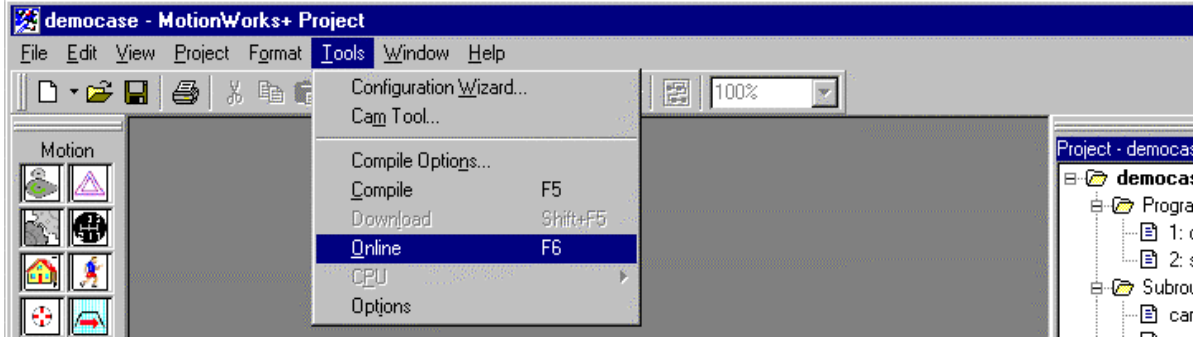 democase - MotionWorks+ Project
File Edit View Project Format Tools Window Help
100%
Configuration Wizard...
Cam Tool...
Compile Options...
Compile F5
Download Shift+F5
Online F6
CPU
Options
Motion
Project - democas
democas
Progra
1:
2:
Subrou